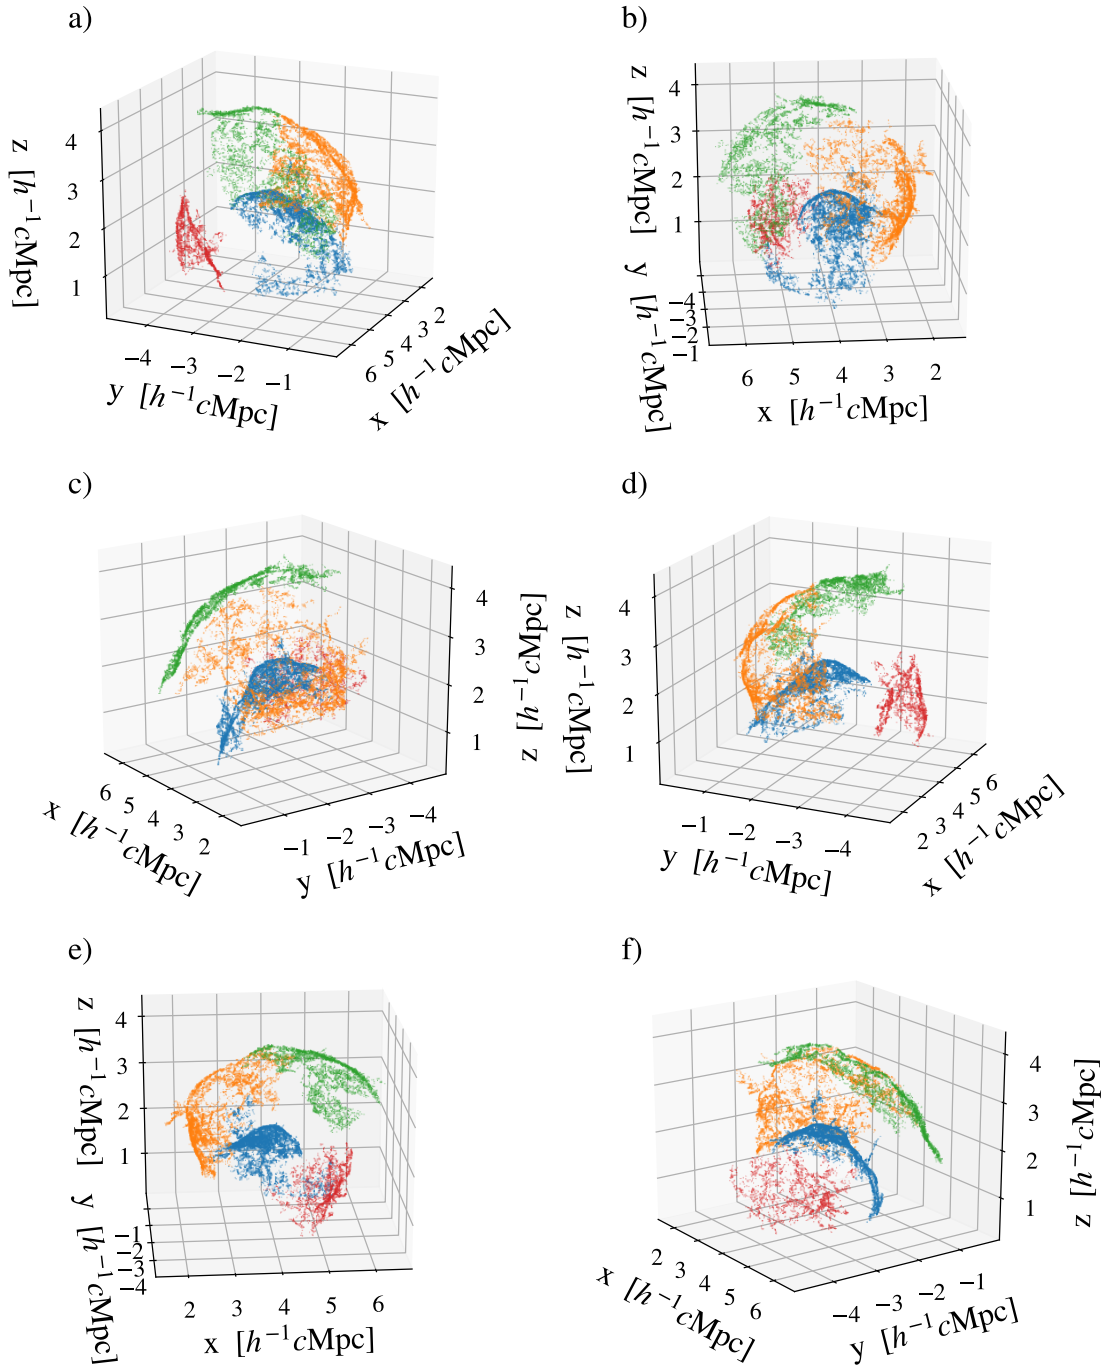 a)
z [h⁻¹cMpc]
4
3
2
1
−4 −3 −2 −1
y [h⁻¹cMpc]
6 5 4 3 2
x [h⁻¹cMpc]
b)
z [h⁻¹cMpc]
4
3
2
1
y [h⁻¹cMpc]
−4
−3
−2
−1
6 5 4 3 2
x [h⁻¹cMpc]
c)
z [h⁻¹cMpc]
4
3
2
1
6 5 4 3 2
x [h⁻¹cMpc]
−1 −2 −3 −4
y [h⁻¹cMpc]
d)
z [h⁻¹cMpc]
4
3
2
1
−1 −2 −3 −4
y [h⁻¹cMpc]
2 3 4 5 6
x [h⁻¹cMpc]
e)
z [h⁻¹cMpc]
4
3
2
1
y [h⁻¹cMpc]
−1
−2
−3
−4
2 3 4 5 6
x [h⁻¹cMpc]
f)
z [h⁻¹cMpc]
4
3
2
1
2 3 4 5 6
x [h⁻¹cMpc]
−4 −3 −2 −1
y [h⁻¹cMpc]